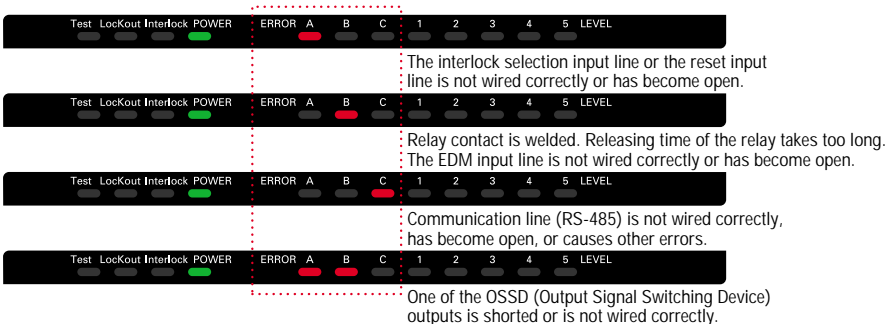 Test LocKout Interlock POWER ERROR A B C 1 2 3 4 5 LEVEL
The interlock selection input line or the reset input
line is not wired correctly or has become open.
Test LocKout Interlock POWER ERROR A B C 1 2 3 4 5 LEVEL
Relay contact is welded. Releasing time of the relay takes too long.
The EDM input line is not wired correctly or has become open.
Test LocKout Interlock POWER ERROR A B C 1 2 3 4 5 LEVEL
Communication line (RS-485) is not wired correctly,
has become open, or causes other errors.
Test LocKout Interlock POWER ERROR A B C 1 2 3 4 5 LEVEL
One of the OSSD (Output Signal Switching Device)
outputs is shorted or is not wired correctly.